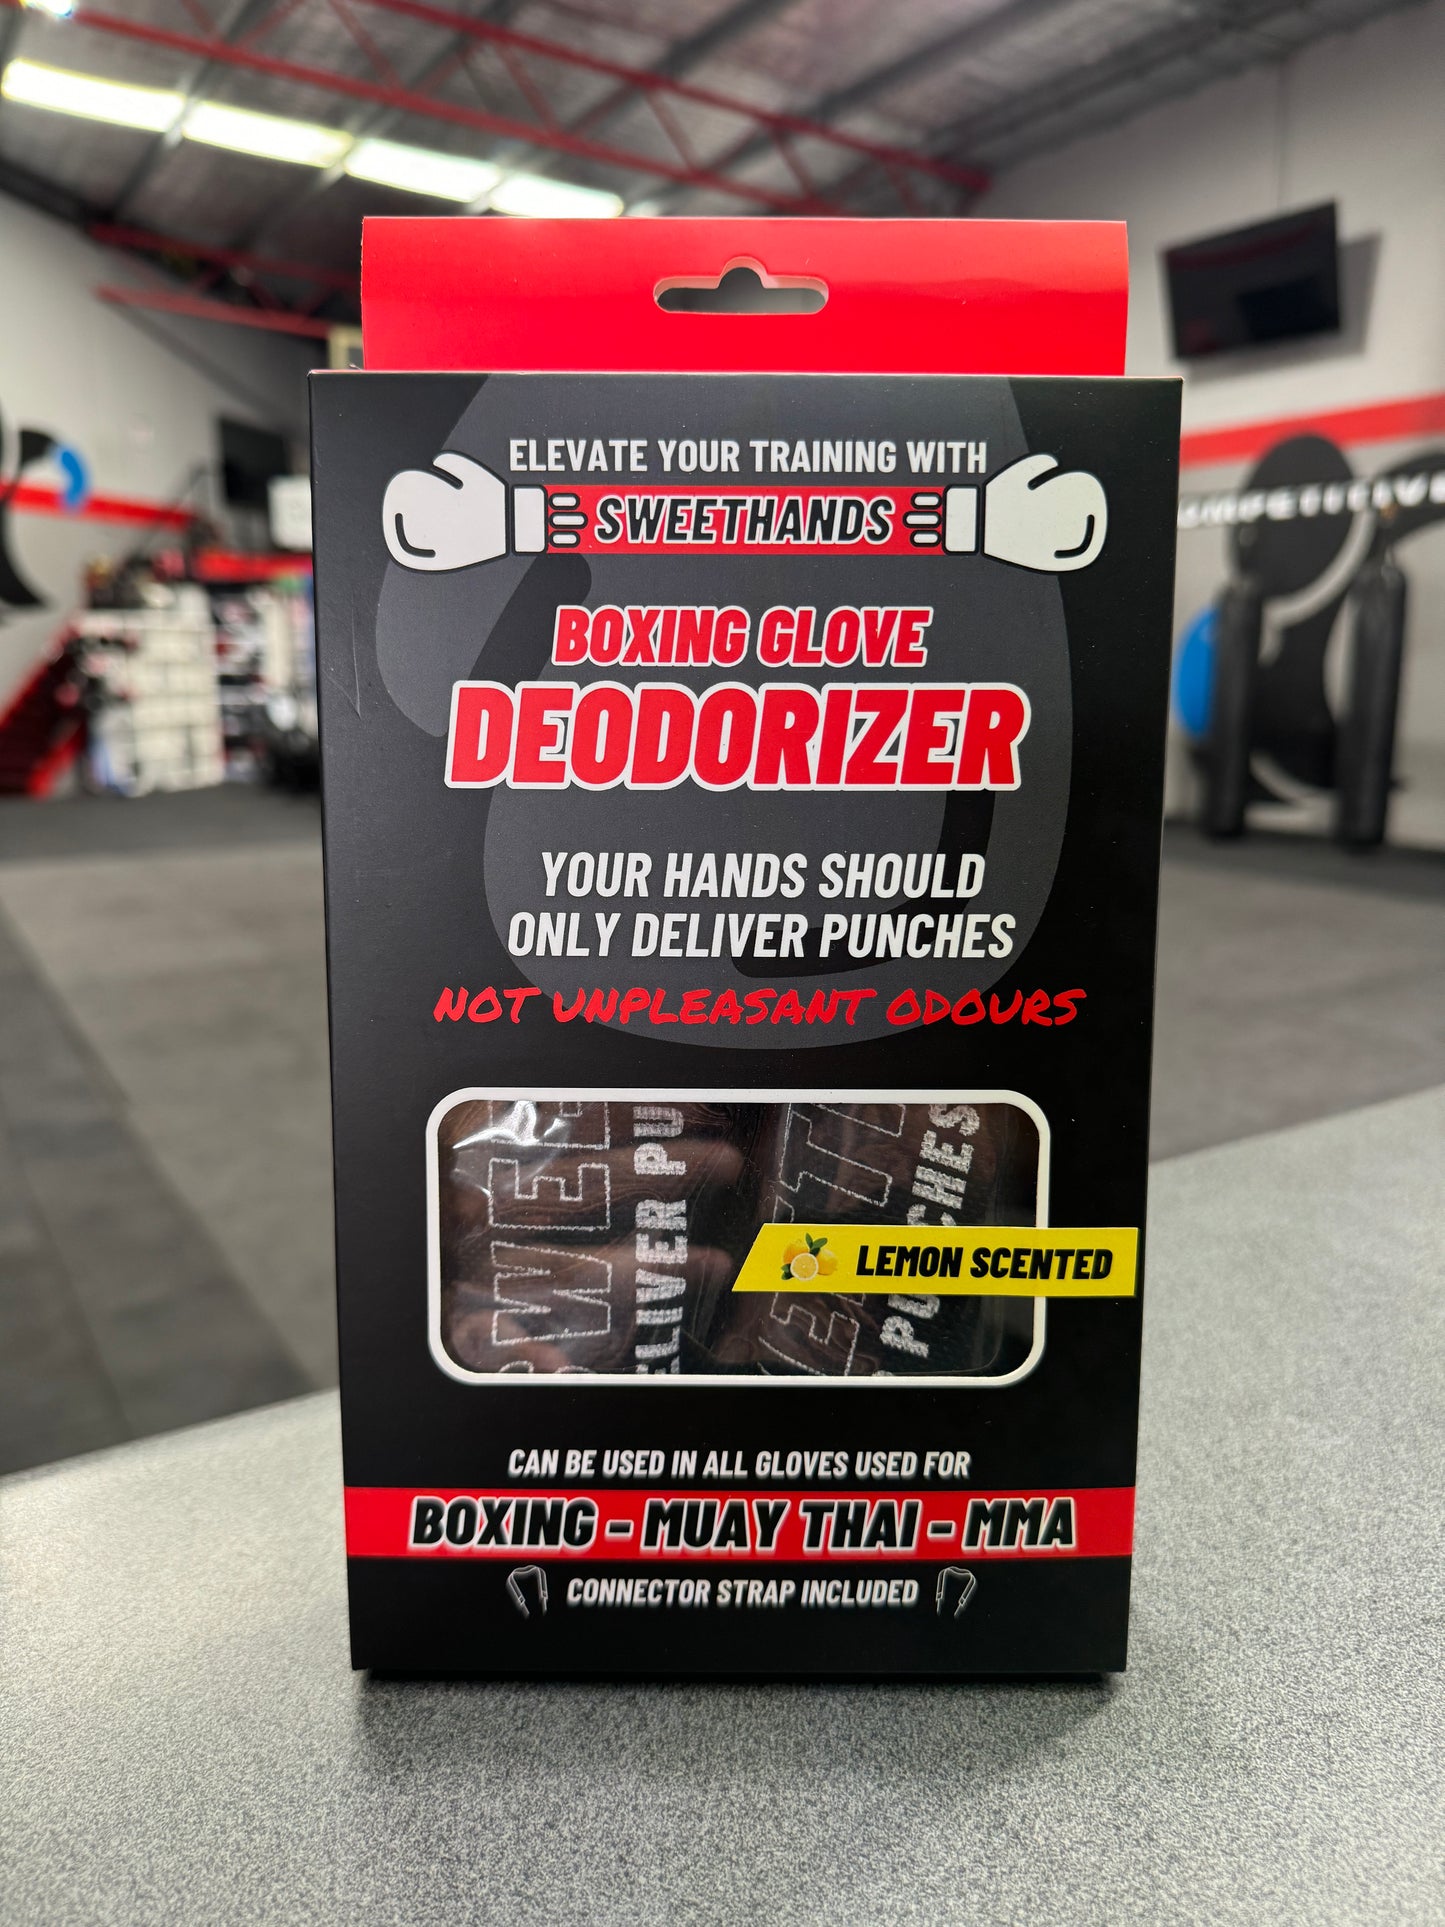 ELEVATE YOUR TRAINING WITH
SWEETHANDS
BOXING GLOVE
DEODORIZER
YOUR HANDS SHOULD
ONLY DELIVER PUNCHES
NOT UNPLEASANT ODOURS
LEMON SCENTED
CAN BE USED IN ALL GLOVES USED FOR
BOXING - MUAY THAI - MMA
CONNECTOR STRAP INCLUDED